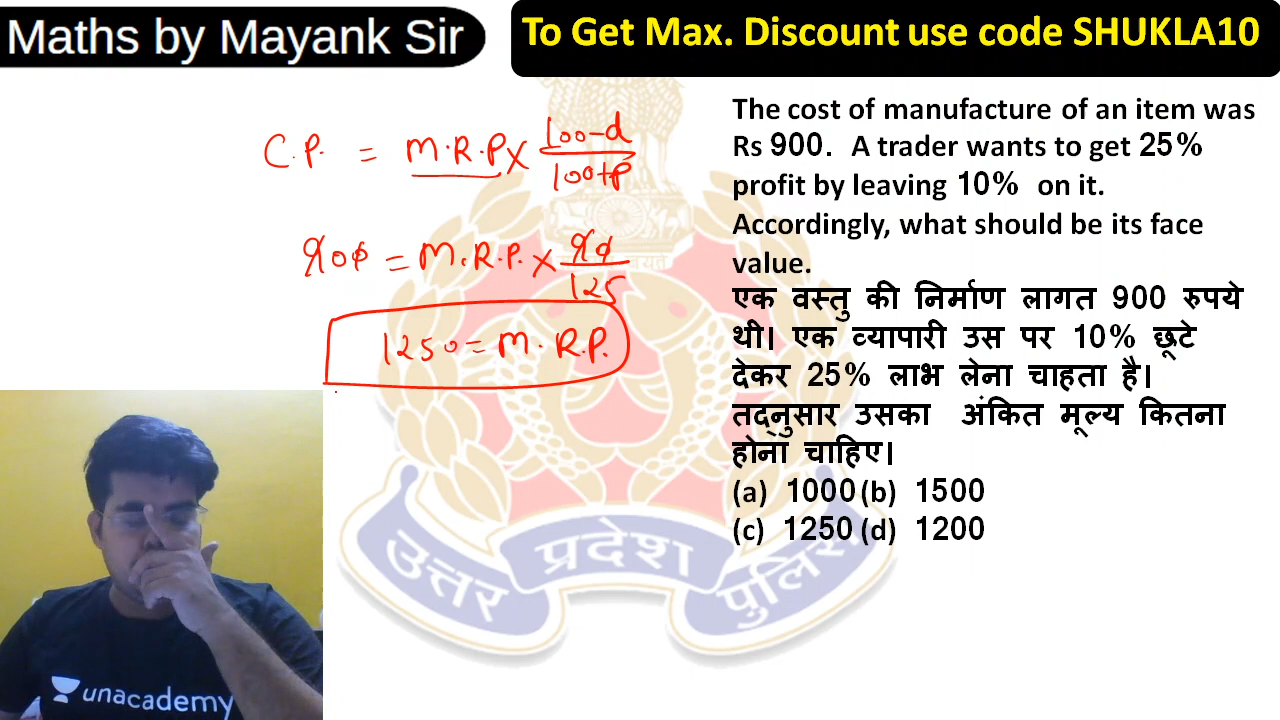 Maths by Mayank Sir
To Get Max. Discount use code SHUKLA10
C.P. = M.R.P × 100-d / 100+P
900 = M.R.P. × 90 / 125
1250 = M.R.P.
The cost of manufacture of an item was
Rs 900. A trader wants to get 25%
profit by leaving 10% on it.
Accordingly, what should be its face
value.
एक वस्तु की निर्माण लागत 900 रुपये
थी। एक व्यापारी उस पर 10% छूटे
देकर 25% लाभ लेना चाहता है।
तद्नुसार उसका अंकित मूल्य कितना
होना चाहिए।
(a) 1000 (b) 1500
(c) 1250 (d) 1200
उत्तर प्रदेश पुलिस
unacademy